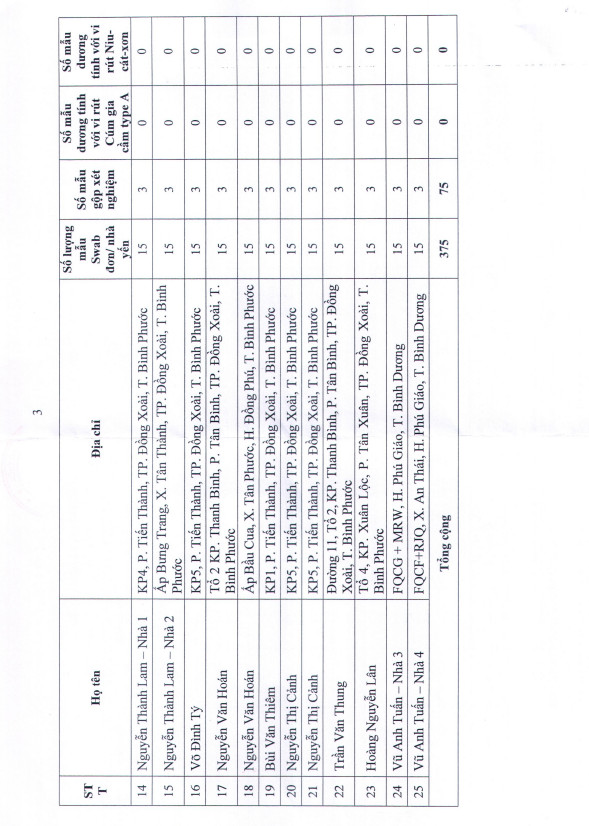 3
ST
T
Họ tên
Địa chỉ
Số lượng
mẫu
Swab
đơn/ nhà
yến
Số mẫu
gộp xét
nghiệm
Số mẫu
dương tính
với vi rút
Cúm gia
cầm type A
Số mẫu
dương
tính với vi
rút Niu-
cát-xơn
14 Nguyễn Thành Lam – Nhà 1 KP4, P. Tiến Thành, TP. Đồng Xoài, T. Bình Phước 15 3 0 0
15 Nguyễn Thành Lam – Nhà 2 Ấp Bưng Trang, X. Tân Thành, TP. Đồng Xoài, T. Bình
Phước 15 3 0 0
16 Võ Đình Tý KP5, P. Tiến Thành, TP. Đồng Xoài, T. Bình Phước 15 3 0 0
17 Nguyễn Văn Hoán Tổ 2 KP. Thanh Bình, P. Tân Bình, TP. Đồng Xoài, T.
Bình Phước 15 3 0 0
18 Nguyễn Văn Hoán Ấp Bầu Cua, X. Tân Phước, H. Đồng Phú, T. Bình Phước 15 3 0 0
19 Bùi Văn Thiêm KP1, P. Tiến Thành, TP. Đồng Xoài, T. Bình Phước 15 3 0 0
20 Nguyễn Thị Cảnh KP5, P. Tiến Thành, TP. Đồng Xoài, T. Bình Phước 15 3 0 0
21 Nguyễn Thị Cảnh KP5, P. Tiến Thành, TP. Đồng Xoài, T. Bình Phước 15 3 0 0
22 Trần Văn Thung Đường 11, Tổ 2, KP. Thanh Bình, P. Tân Bình, TP. Đồng
Xoài, T. Bình Phước 15 3 0 0
23 Hoàng Nguyễn Lân Tổ 4, KP. Xuân Lộc, P. Tân Xuân, TP. Đồng Xoài, T.
Bình Phước 15 3 0 0
24 Vũ Anh Tuấn – Nhà 3 FQCG + MRW, H. Phú Giáo, T. Bình Dương 15 3 0 0
25 Vũ Anh Tuấn – Nhà 4 FQCF+RJQ, X. An Thái, H. Phú Giáo, T. Bình Dương 15 3 0 0
Tổng cộng 375 75 0 0